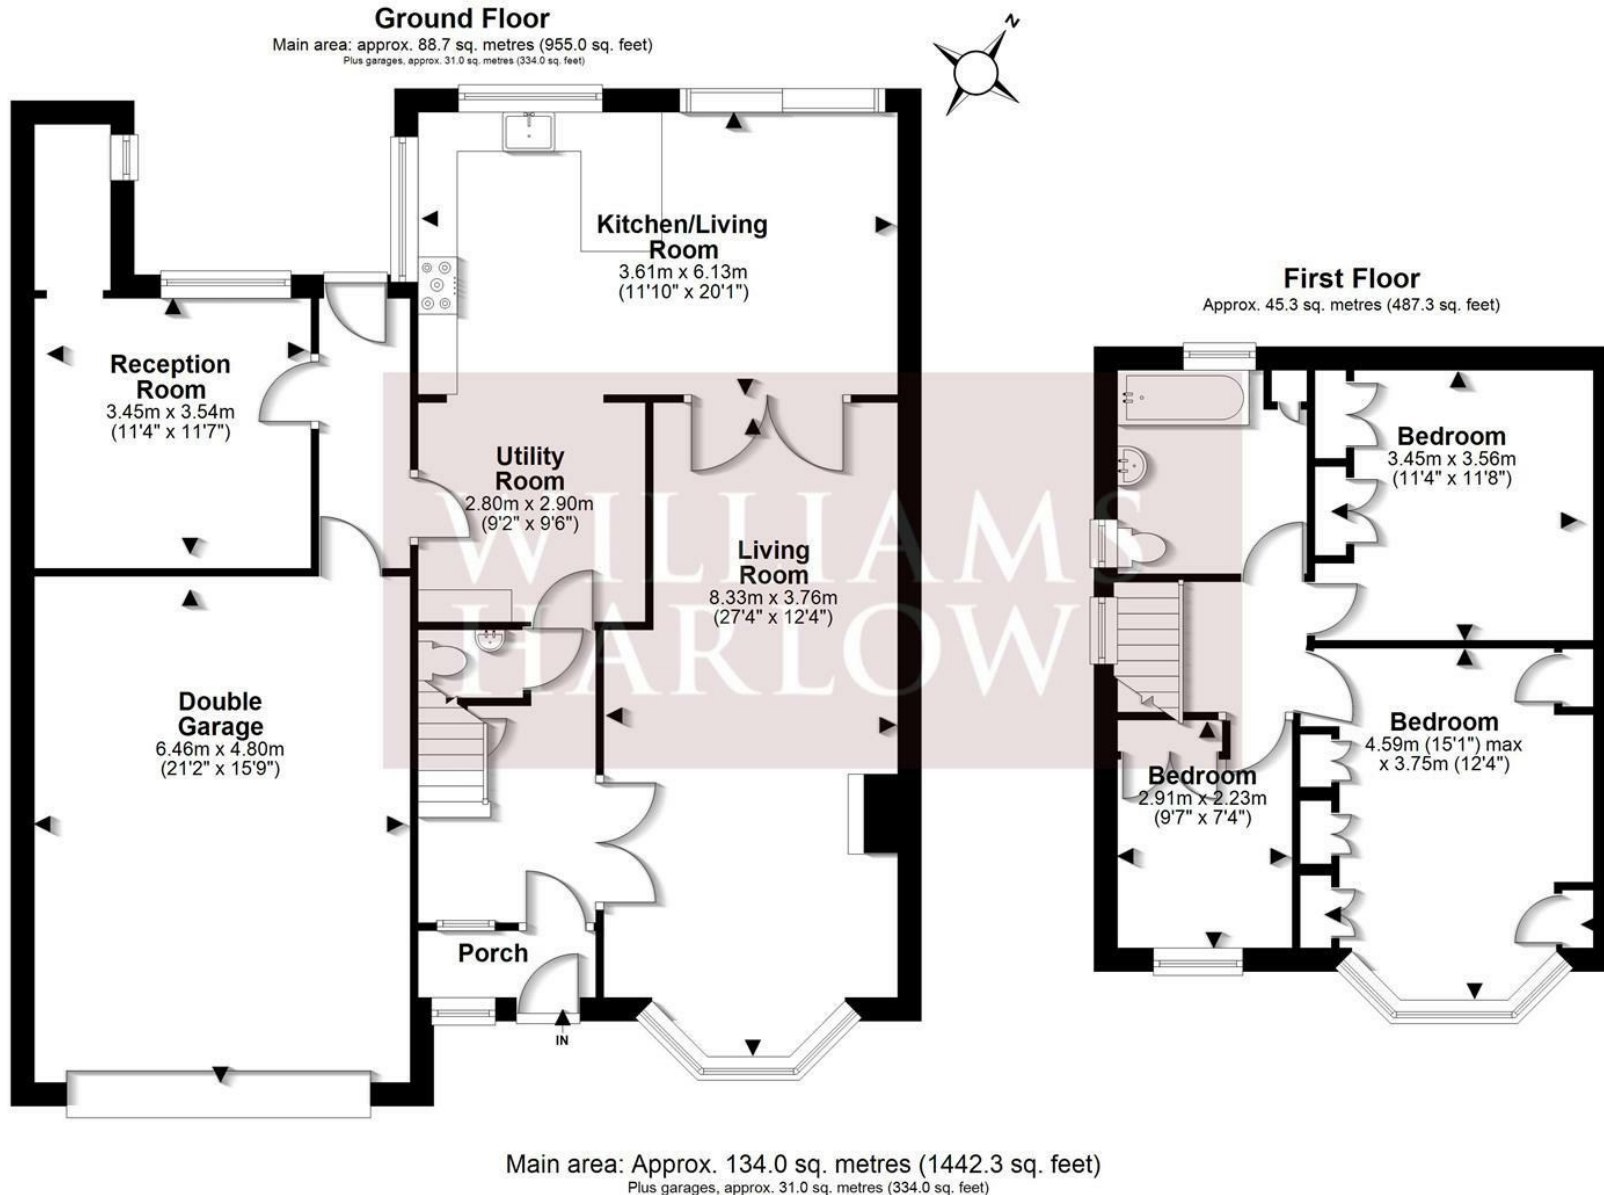 Ground Floor
Main area: approx. 88.7 sq. metres (955.0 sq. feet)
Plus garages, approx. 31.0 sq. metres (334.0 sq. feet)
N
Kitchen/Living
Room
3.61m x 6.13m
(11'10" x 20'1")
Reception
Room
3.45m x 3.54m
(11'4" x 11'7")
Utility
Room
2.80m x 2.90m
(9'2" x 9'6")
Living
Room
8.33m x 3.76m
(27'4" x 12'4")
Double
Garage
6.46m x 4.80m
(21'2" x 15'9")
Porch
IN
First Floor
Approx. 45.3 sq. metres (487.3 sq. feet)
Bedroom
3.45m x 3.56m
(11'4" x 11'8")
Bedroom
4.59m (15'1") max
x 3.75m (12'4")
Bedroom
2.91m x 2.23m
(9'7" x 7'4")
WILLIAMS
HARLOW
Main area: Approx. 134.0 sq. metres (1442.3 sq. feet)
Plus garages, approx. 31.0 sq. metres (334.0 sq. feet)